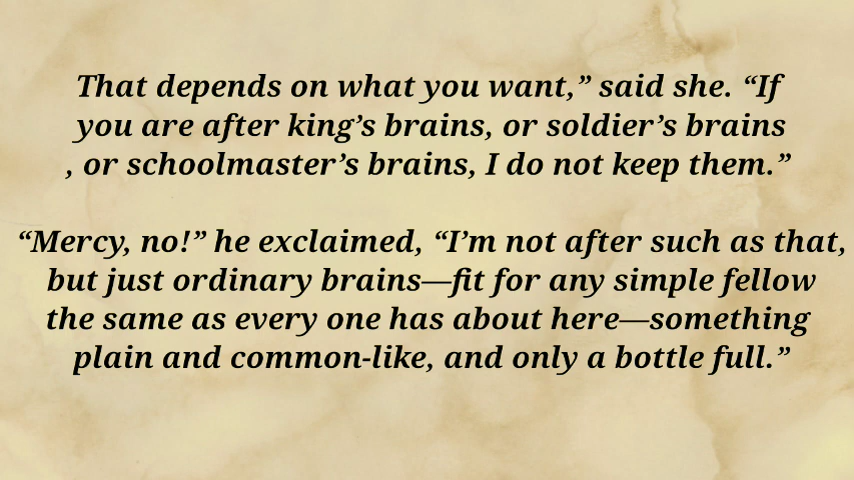 That depends on what you want,” said she. “If
you are after king’s brains, or soldier’s brains
, or schoolmaster’s brains, I do not keep them.”
“Mercy, no!” he exclaimed, “I’m not after such as that,
but just ordinary brains—fit for any simple fellow
the same as every one has about here—something
plain and common-like, and only a bottle full.”